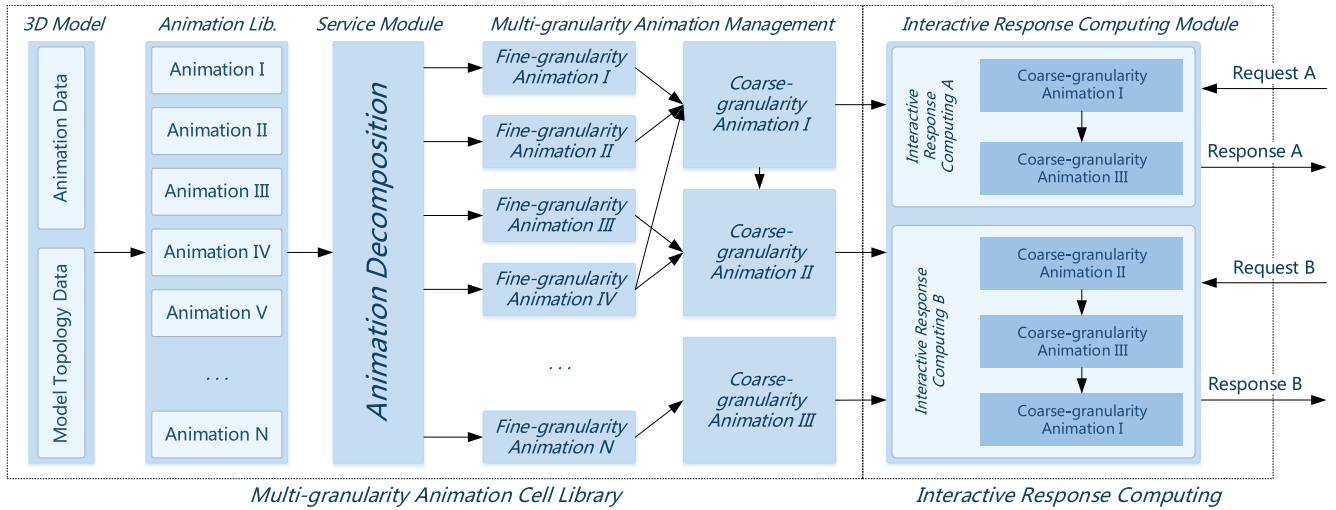 3D Model
Animation Data
Model Topology Data
Animation Lib.
Animation I
Animation II
Animation III
Animation IV
Animation V
...
Animation N
Service Module
Animation Decomposition
Multi-granularity Animation Management
Fine-granularity
Animation I
Fine-granularity
Animation II
Fine-granularity
Animation III
Fine-granularity
Animation IV
...
Fine-granularity
Animation N
Coarse-
granularity
Animation I
Coarse-
granularity
Animation II
Coarse-
granularity
Animation III
Multi-granularity Animation Cell Library
Interactive Response Computing Module
Interactive
Response
Computing A
Coarse-granularity
Animation I
Coarse-granularity
Animation III
Interactive Response
Computing B
Coarse-granularity
Animation II
Coarse-granularity
Animation III
Coarse-granularity
Animation I
Request A
Response A
Request B
Response B
Interactive Response Computing